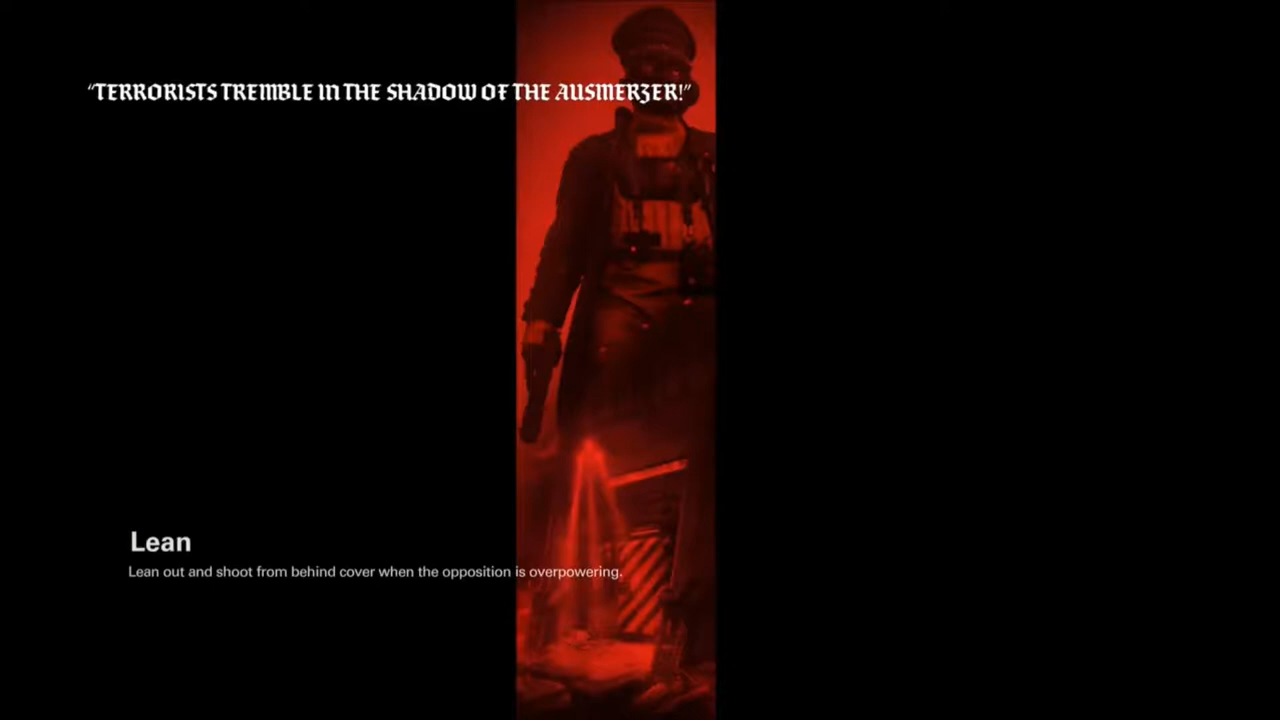 “TERRORISTS TREMBLE IN THE SHADOW OF THE AUSMERZER!”
Lean
Lean out and shoot from behind cover when the opposition is overpowering.